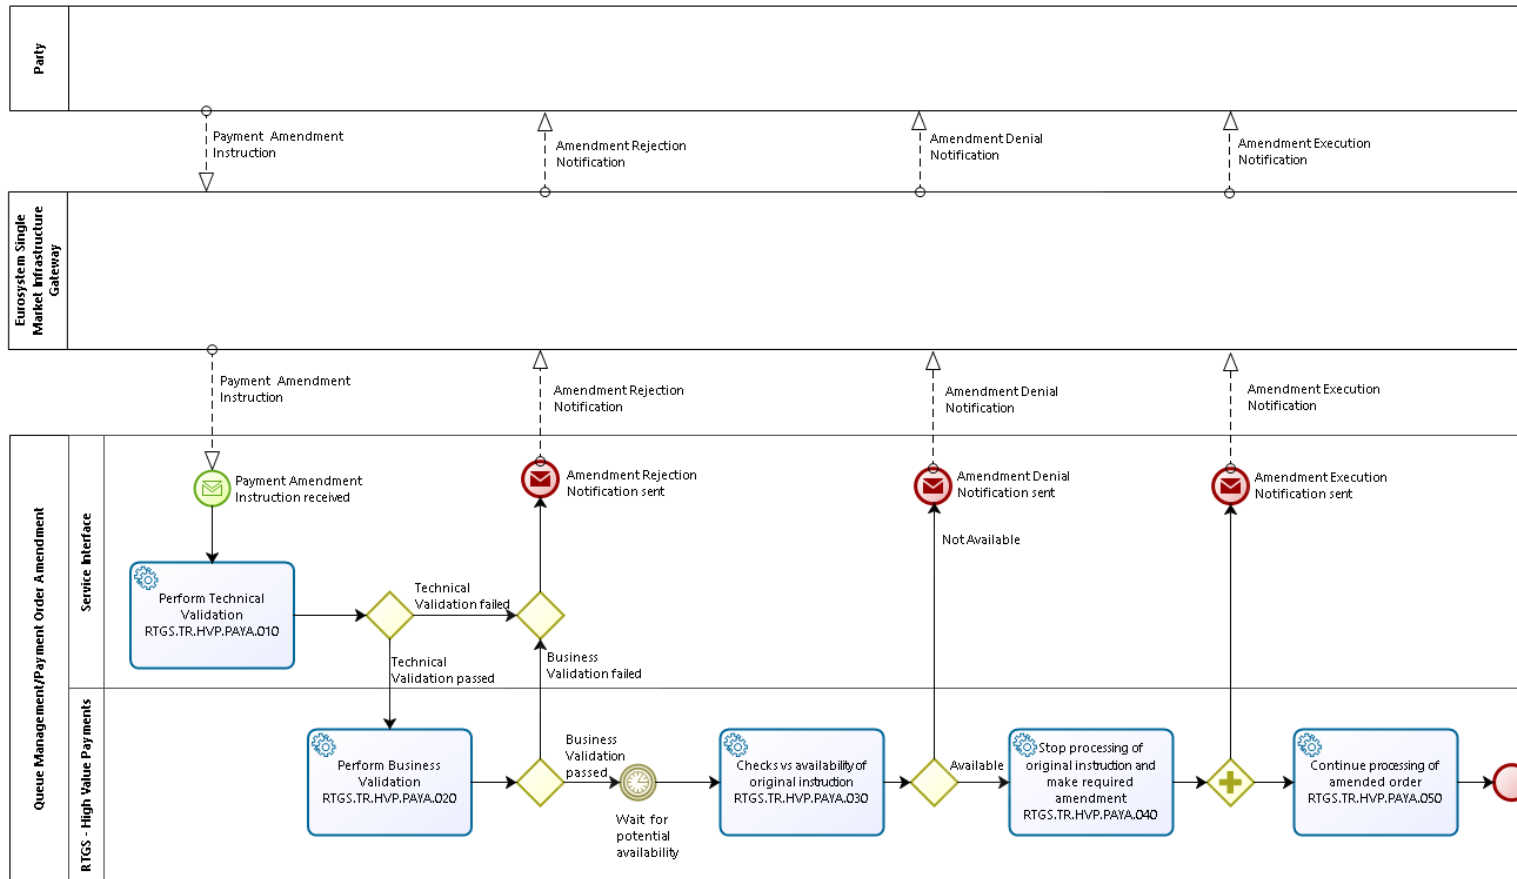 Party
Payment Amendment
Instruction
Amendment Rejection
Notification
Amendment Denial
Notification
Amendment Execution
Notification
Eurosystem Single
Market Infrastructure
Gateway
Payment Amendment
Instruction
Amendment Rejection
Notification
Amendment Denial
Notification
Amendment Execution
Notification
Queue Management/Payment Order Amendment
Service Interface
Payment Amendment
Instruction received
Amendment Rejection
Notification sent
Amendment Denial
Notification sent
Amendment Execution
Notification sent
Not Available
Perform Technical
Validation
RTGS.TR.HVP.PAYA.010
Technical
Validation failed
Technical
Validation passed
Business
Validation failed
RTGS - High Value Payments
Perform Business
Validation
RTGS.TR.HVP.PAYA.020
Business
Validation
passed
Wait for
potential
availability
Checks vs availability of
original instruction
RTGS.TR.HVP.PAYA.030
Available
Stop processing of
original instruction and
make required
amendment
RTGS.TR.HVP.PAYA.040
Continue processing of
amended order
RTGS.TR.HVP.PAYA.050